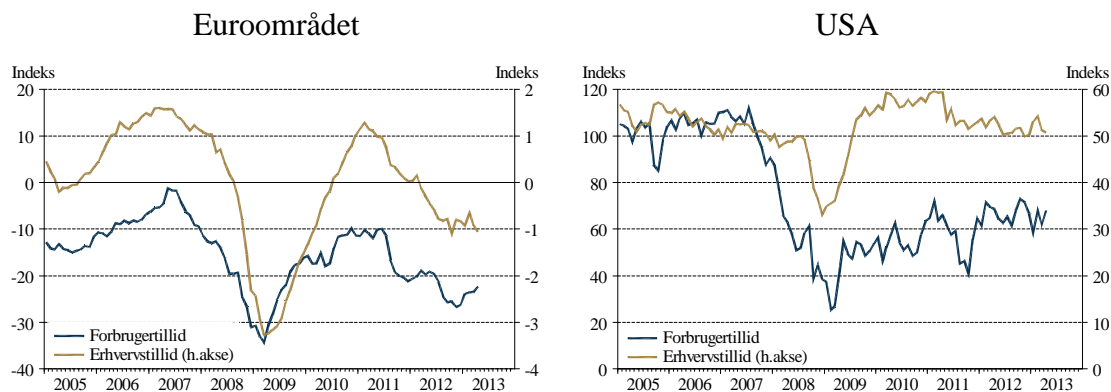 Euroområdet
Indeks Indeks
20 2
10 1
0 0
-10 -1
-20 -2
-30 -3
-40 -4
Forbrugertillid
Erhvervstillid (h.akse)
2005 2006 2007 2008 2009 2010 2011 2012 2013
USA
Indeks Indeks
120 60
100 50
80 40
60 30
40 20
20 10
0 0
Forbrugertillid
Erhvervstillid (h.akse)
2005 2006 2007 2008 2009 2010 2011 2012 2013